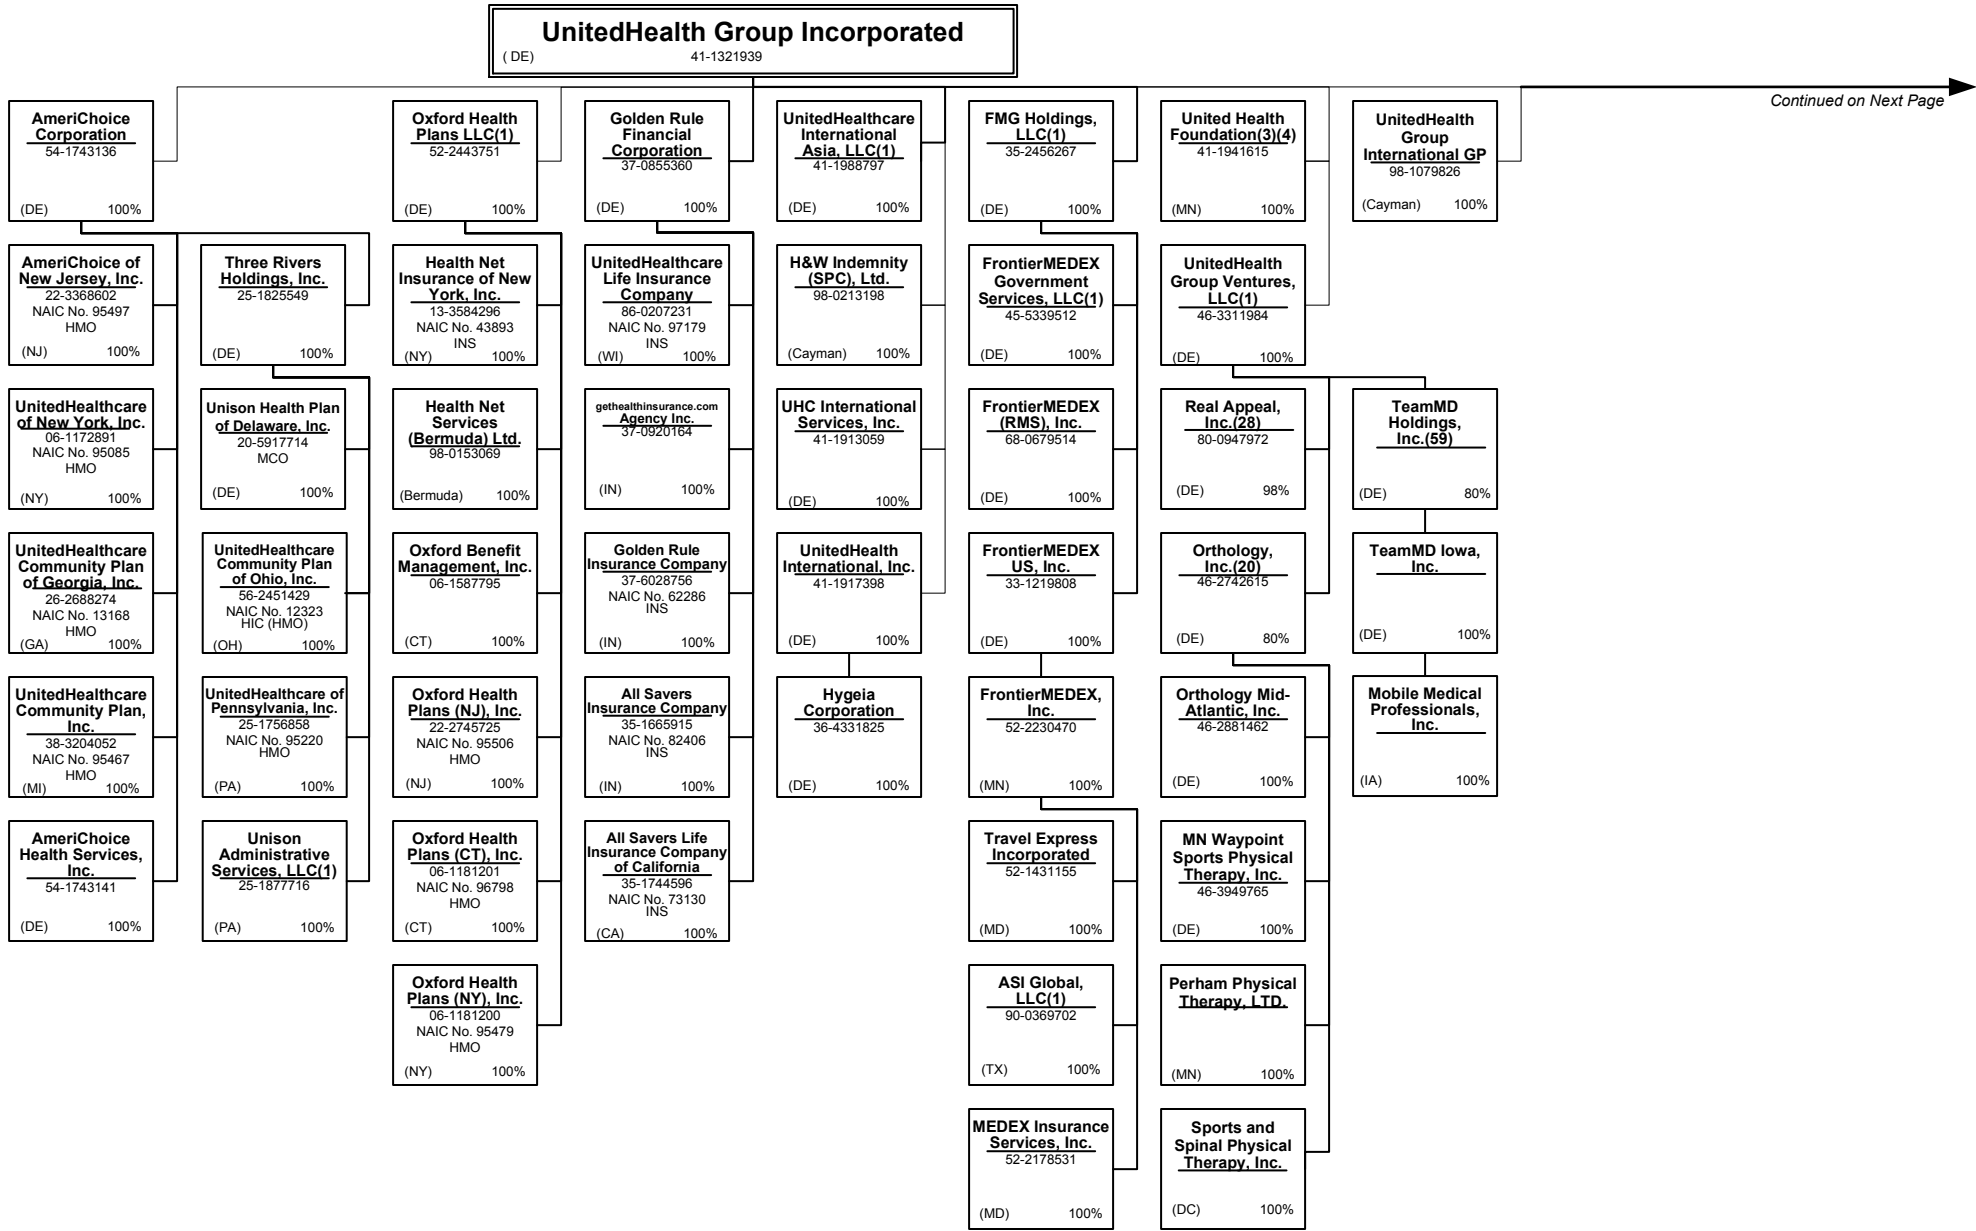 UnitedHealth Group Incorporated
( DE)
41-1321939
Continued on Next Page
AmeriChoice
Corporation
54-1743136
(DE)
100%
AmeriChoice of
New Jersey, Inc.
22-3368602
NAIC No. 95497
HMO
(NJ)
100%
UnitedHealthcare
of New York, Inc.
06-1172891
NAIC No. 95085
HMO
(NY)
100%
UnitedHealthcare
Community Plan
of Georgia, Inc.
26-2688274
NAIC No. 13168
HMO
(GA)
100%
UnitedHealthcare
Community Plan,
Inc.
38-3204052
NAIC No. 95467
HMO
(MI)
100%
AmeriChoice
Health Services,
Inc.
54-1743141
(DE)
100%
Three Rivers
Holdings, Inc.
25-1825549
(DE)
100%
Unison Health Plan
of Delaware, Inc.
20-5917714
MCO
(DE)
100%
UnitedHealthcare
Community Plan
of Ohio, Inc.
56-2451429
NAIC No. 12323
HIC (HMO)
(OH)
100%
UnitedHealthcare of
Pennsylvania, Inc.
25-1756858
NAIC No. 95220
HMO
(PA)
100%
Unison
Administrative
Services, LLC(1)
25-1877716
(PA)
100%
Oxford Health
Plans LLC(1)
52-2443751
(DE)
100%
Health Net
Insurance of New
York, Inc.
13-3584296
NAIC No. 43893
INS
(NY)
100%
Health Net
Services
(Bermuda) Ltd.
98-0153069
(Bermuda)
100%
Oxford Benefit
Management, Inc.
06-1587795
(CT)
100%
Oxford Health
Plans (NJ), Inc.
22-2745725
NAIC No. 95506
HMO
(NJ)
100%
Oxford Health
Plans (CT), Inc.
06-1181201
NAIC No. 96798
HMO
(CT)
100%
Oxford Health
Plans (NY), Inc.
06-1181200
NAIC No. 95479
HMO
(NY)
100%
Golden Rule
Financial
Corporation
37-0855360
(DE)
100%
UnitedHealthcare
Life Insurance
Company
86-0207231
NAIC No. 97179
INS
(WI)
100%
gethealthinsurance.com
Agency Inc.
37-0920164
(IN)
100%
Golden Rule
Insurance Company
37-6028756
NAIC No. 62286
INS
(IN)
100%
All Savers
Insurance Company
35-1665915
NAIC No. 82406
INS
(IN)
100%
All Savers Life
Insurance Company
of California
35-1744596
NAIC No. 73130
INS
(CA)
100%
UnitedHealthcare
International
Asia, LLC(1)
41-1988797
(DE)
100%
H&W Indemnity
(SPC), Ltd.
98-0213198
(Cayman)
100%
UHC International
Services, Inc.
41-1913059
(DE)
100%
UnitedHealth
International, Inc.
41-1917398
(DE)
100%
Hygeia
Corporation
36-4331825
(DE)
100%
FMG Holdings,
LLC(1)
35-2456267
(DE)
100%
FrontierMEDEX
Government
Services, LLC(1)
45-5339512
(DE)
100%
FrontierMEDEX
(RMS), Inc.
68-0679514
(DE)
100%
FrontierMEDEX
US, Inc.
33-1219808
(DE)
100%
FrontierMEDEX,
Inc.
52-2230470
(MN)
100%
Travel Express
Incorporated
52-1431155
(MD)
100%
ASI Global,
LLC(1)
90-0369702
(TX)
100%
MEDEX Insurance
Services, Inc.
52-2178531
(MD)
100%
United Health
Foundation(3)(4)
41-1941615
(MN)
100%
UnitedHealth
Group Ventures,
LLC(1)
46-3311984
(DE)
100%
Real Appeal,
Inc.(28)
80-0947972
(DE)
98%
Orthology,
Inc.(20)
46-2742615
(DE)
80%
Orthology Mid-
Atlantic, Inc.
46-2881462
(DE)
100%
MN Waypoint
Sports Physical
Therapy, Inc.
46-3949765
(DE)
100%
Perham Physical
Therapy, LTD.
(MN)
100%
Sports and
Spinal Physical
Therapy, Inc.
(DC)
100%
UnitedHealth
Group
International GP
98-1079826
(Cayman)
100%
TeamMD
Holdings,
Inc.(59)
(DE)
80%
TeamMD Iowa,
Inc.
(DE)
100%
Mobile Medical
Professionals,
Inc.
(IA)
100%